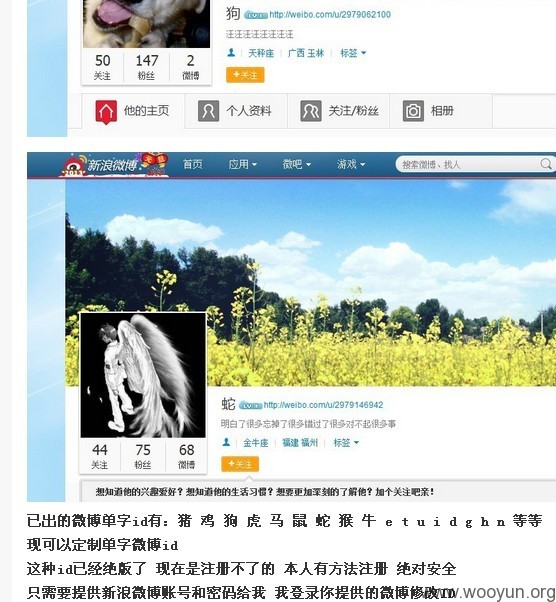 狗 http://weibo.com/u/2979062100
汪汪汪汪汪汪汪汪
天秤座 广西 玉林 标签
50 147 2
关注 粉丝 微博
+关注
他的主页 个人资料 关注/粉丝 相册
2013 新浪微博 元旦 首页 应用 微吧 游戏 搜索微博、找人
蛇 http://weibo.com/u/2979146942
明白了很多忘掉了很多错过了很多对不起很多事
金牛座 福建 福州 标签
44 75 68
关注 粉丝 微博
+关注
想知道他的兴趣爱好？想知道他的生活习惯？想要更加深刻的了解他？加个关注吧亲！
已出的微博单字id有：猪 鸡 狗 虎 马 鼠 蛇 猴 牛 e t u i d g h n 等等
现可以定制单字微博id
这种id已经绝版了 现在是注册不了的 本人有方法注册 绝对安全
只需要提供新浪微博账号和密码给我 我登录你提供的微博修改ID
www.wooyun.org